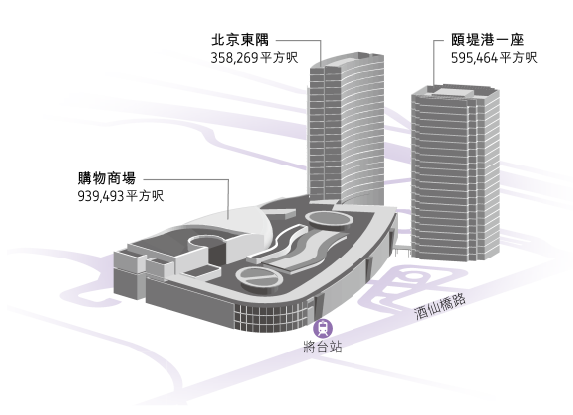 北京東隅
358,269平方呎
頤堤港一座
595,464平方呎
購物商場
939,493平方呎
酒仙橋路
將台站